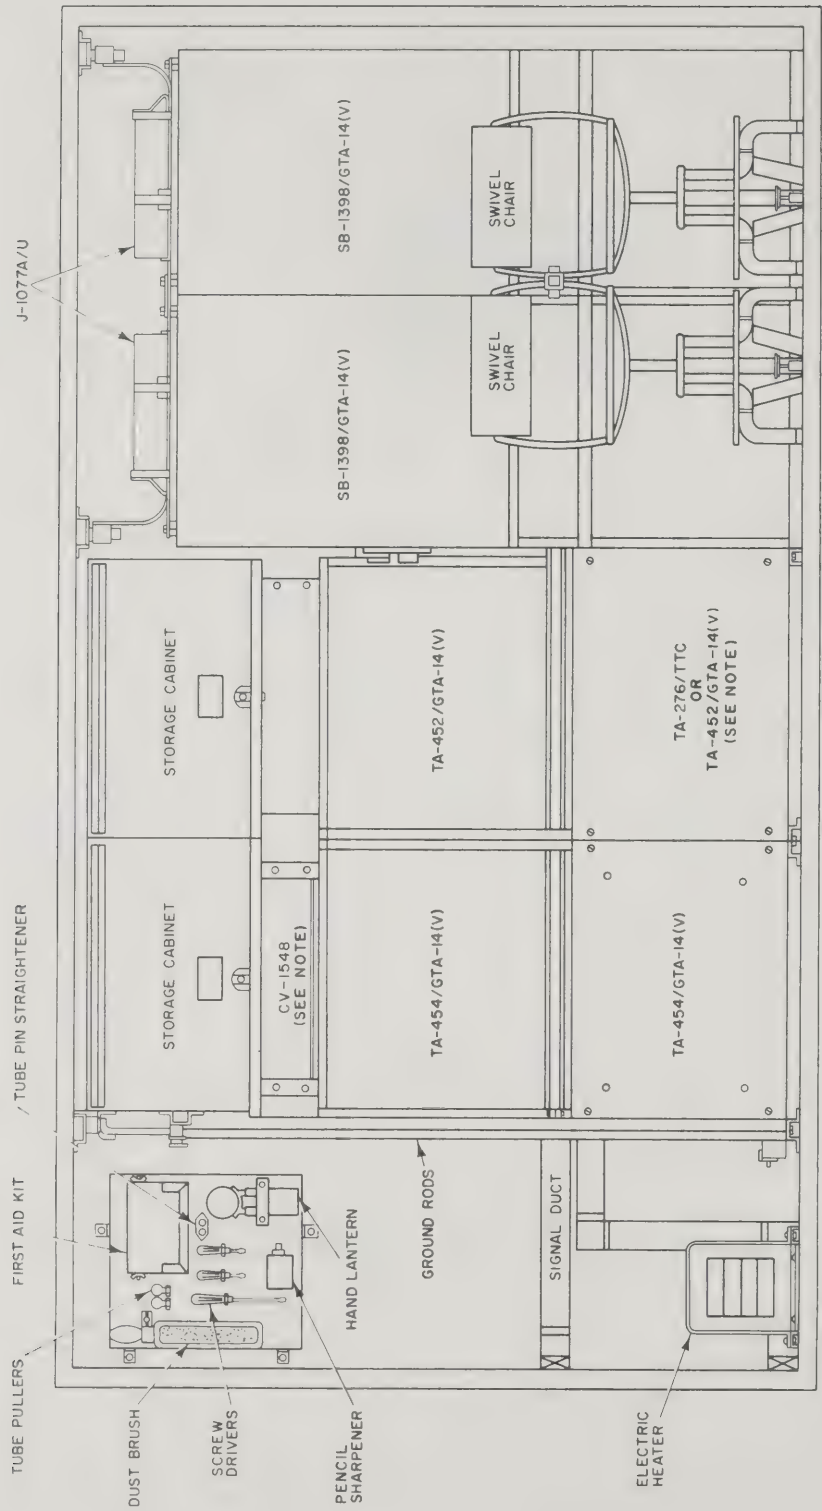 TUBE PULLERS
FIRST AID KIT
TUBE PIN STRAIGHTENER
J-1077A/U
DUST BRUSH
SCREW
DRIVERS
PENCIL
SHARPENER
HAND LANTERN
GROUND RODS
SIGNAL DUCT
ELECTRIC
HEATER
STORAGE CABINET
STORAGE CABINET
CV-1548
(SEE NOTE)
TA-454/GTA-14(V)
TA-452/GTA-14(V)
TA-454/GTA-14(V)
TA-276/TTC
OR
TA-452/GTA-14(V)
(SEE NOTE)
SB-1398/GTA-14(V)
SB-1398/GTA-14(V)
SWIVEL
CHAIR
SWIVEL
CHAIR